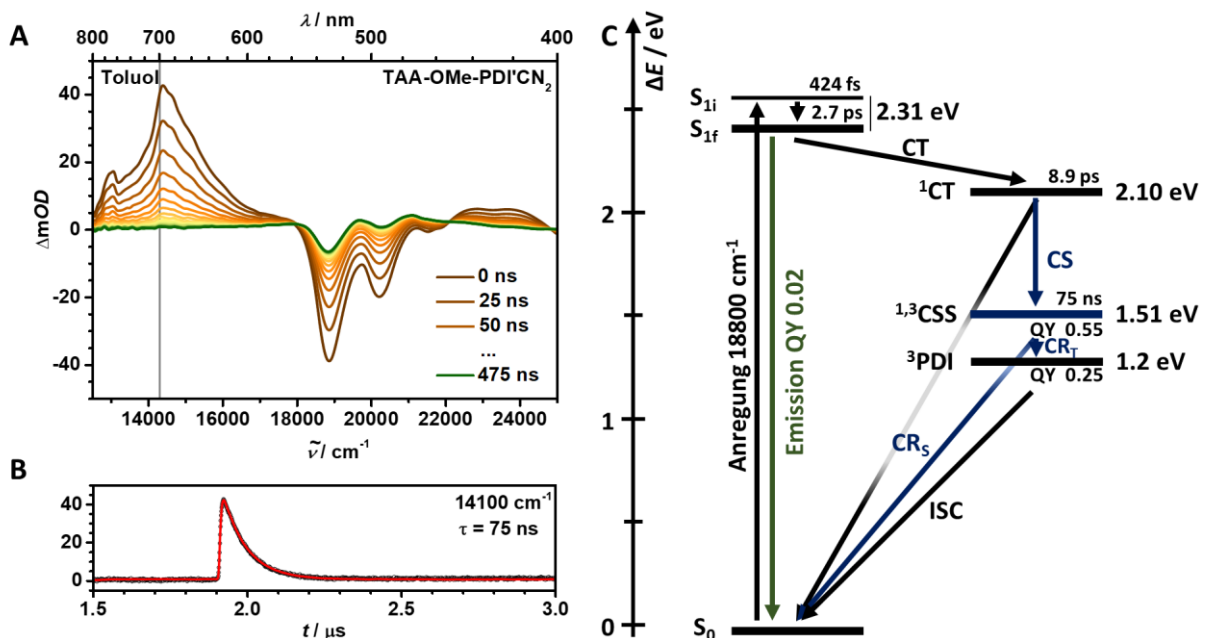 A
λ / nm
800 700 600 500 400
Toluol
TAA-OMe-PDI'CN₂
ΔmOD
40
20
0
-20
-40
0 ns
25 ns
50 ns
...
475 ns
14000 16000 18000 20000 22000 24000
ṽ / cm⁻¹
B
14100 cm⁻¹
τ = 75 ns
40
20
0
1.5 2.0 2.5 3.0
t / µs
C
ΔE / eV
2
1
0
S₁ᵢ
424 fs
S₁f
2.7 ps
2.31 eV
CT
¹CT
8.9 ps
2.10 eV
CS
Anregung 18800 cm⁻¹
Emission QY 0.02
¹,³CSS
75 ns
1.51 eV
QY 0.55
CR_T
³PDI
1.2 eV
QY 0.25
CR_S
ISC
S₀